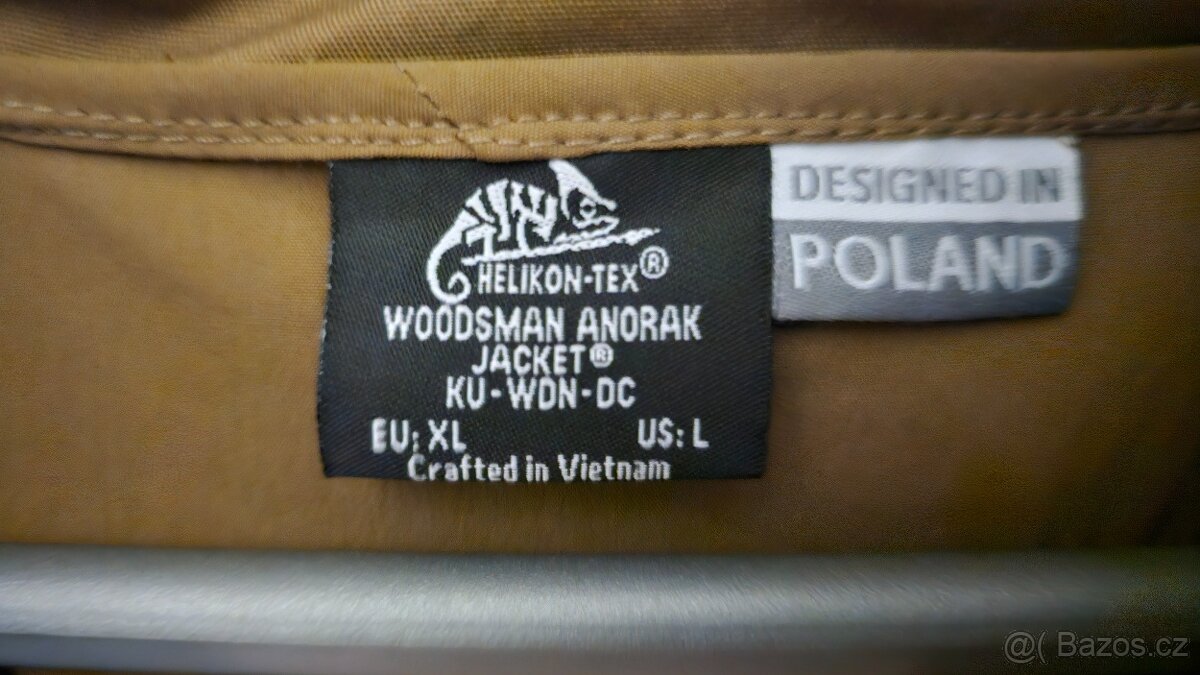 HELIKON-TEX®
WOODSMAN ANORAK
JACKET®
KU-WDN-DC
EU: XL US: L
Crafted in Vietnam
DESIGNED IN
POLAND
@( Bazos.cz